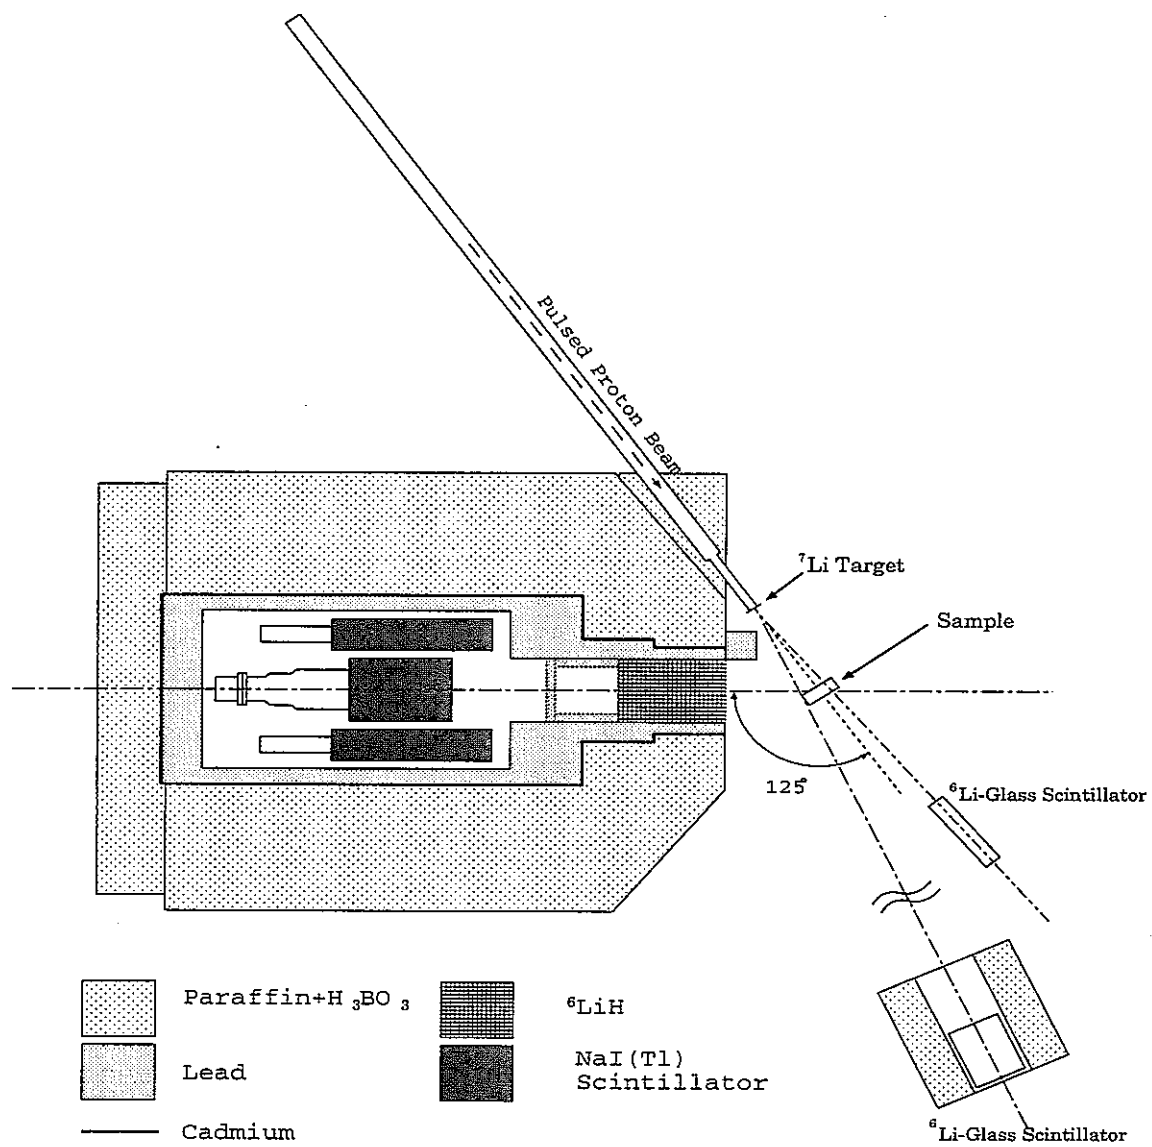 Pulsed Proton Beam
⁷Li Target
Sample
125°
⁶Li-Glass Scintillator
Paraffin+H₃BO₃
⁶LiH
Lead
NaI(Tl)
Scintillator
Cadmium
⁶Li-Glass Scintillator